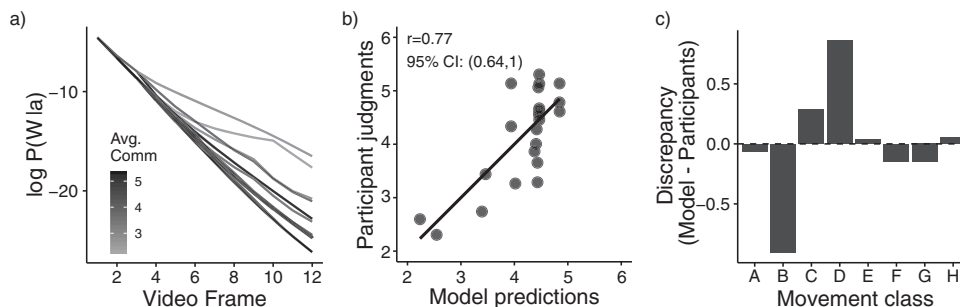 a)
log P(W|a)
-10
-20
Avg.
Comm
5
4
3
2 4 6 8 10 12
Video Frame
b)
Participant judgments
6
5
4
3
2
r=0.77
95% CI: (0.64,1)
2 3 4 5 6
Model predictions
c)
Discrepancy
(Model - Participants)
0.5
0.0
-0.5
A B C D E F G H
Movement class